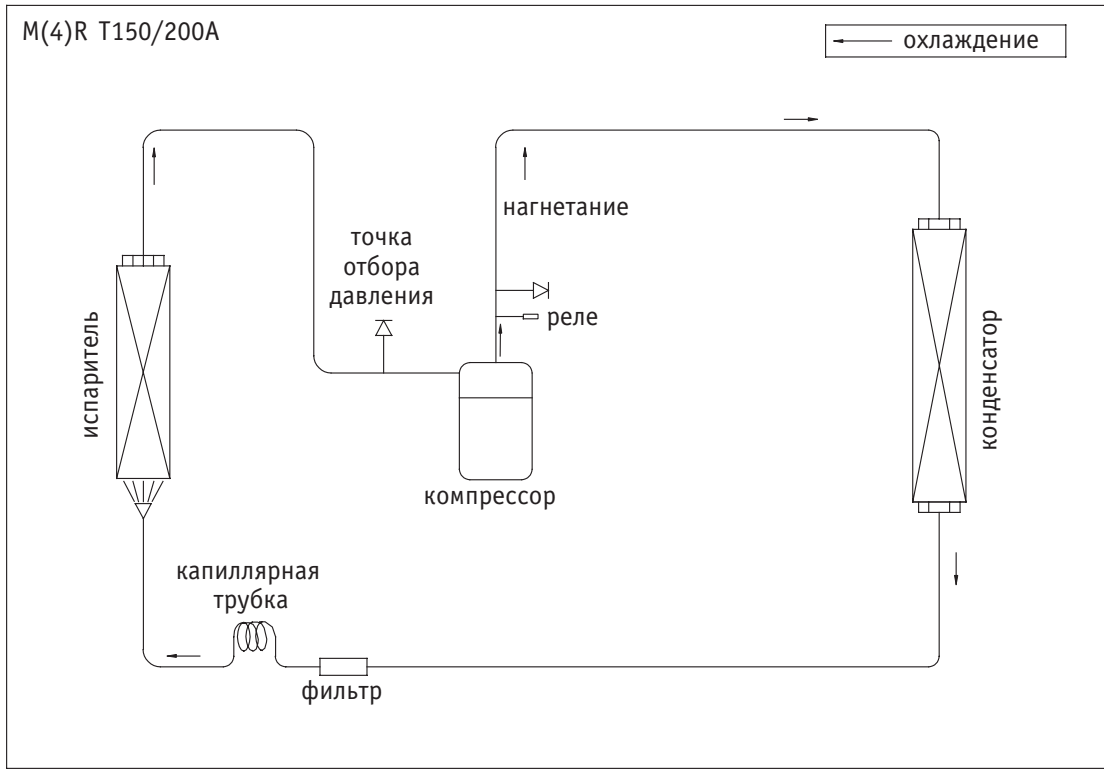 M(4)R T150/200A
охлаждение
нагнетание
точка
отбора
давления
реле
испаритель
конденсатор
компрессор
капиллярная
трубка
фильтр